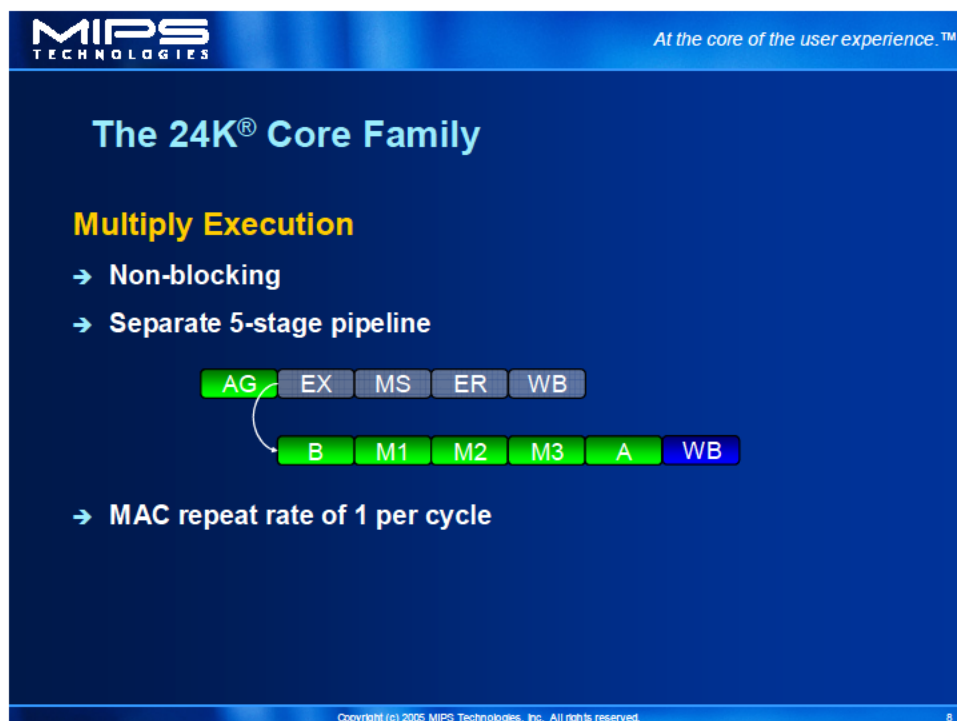 MIPS
TECHNOLOGIES
At the core of the user experience.™
The 24K® Core Family
Multiply Execution
➔ Non-blocking
➔ Separate 5-stage pipeline
AG EX MS ER WB
B M1 M2 M3 A WB
➔ MAC repeat rate of 1 per cycle
Copyright (c) 2005 MIPS Technologies, Inc. All rights reserved. 8